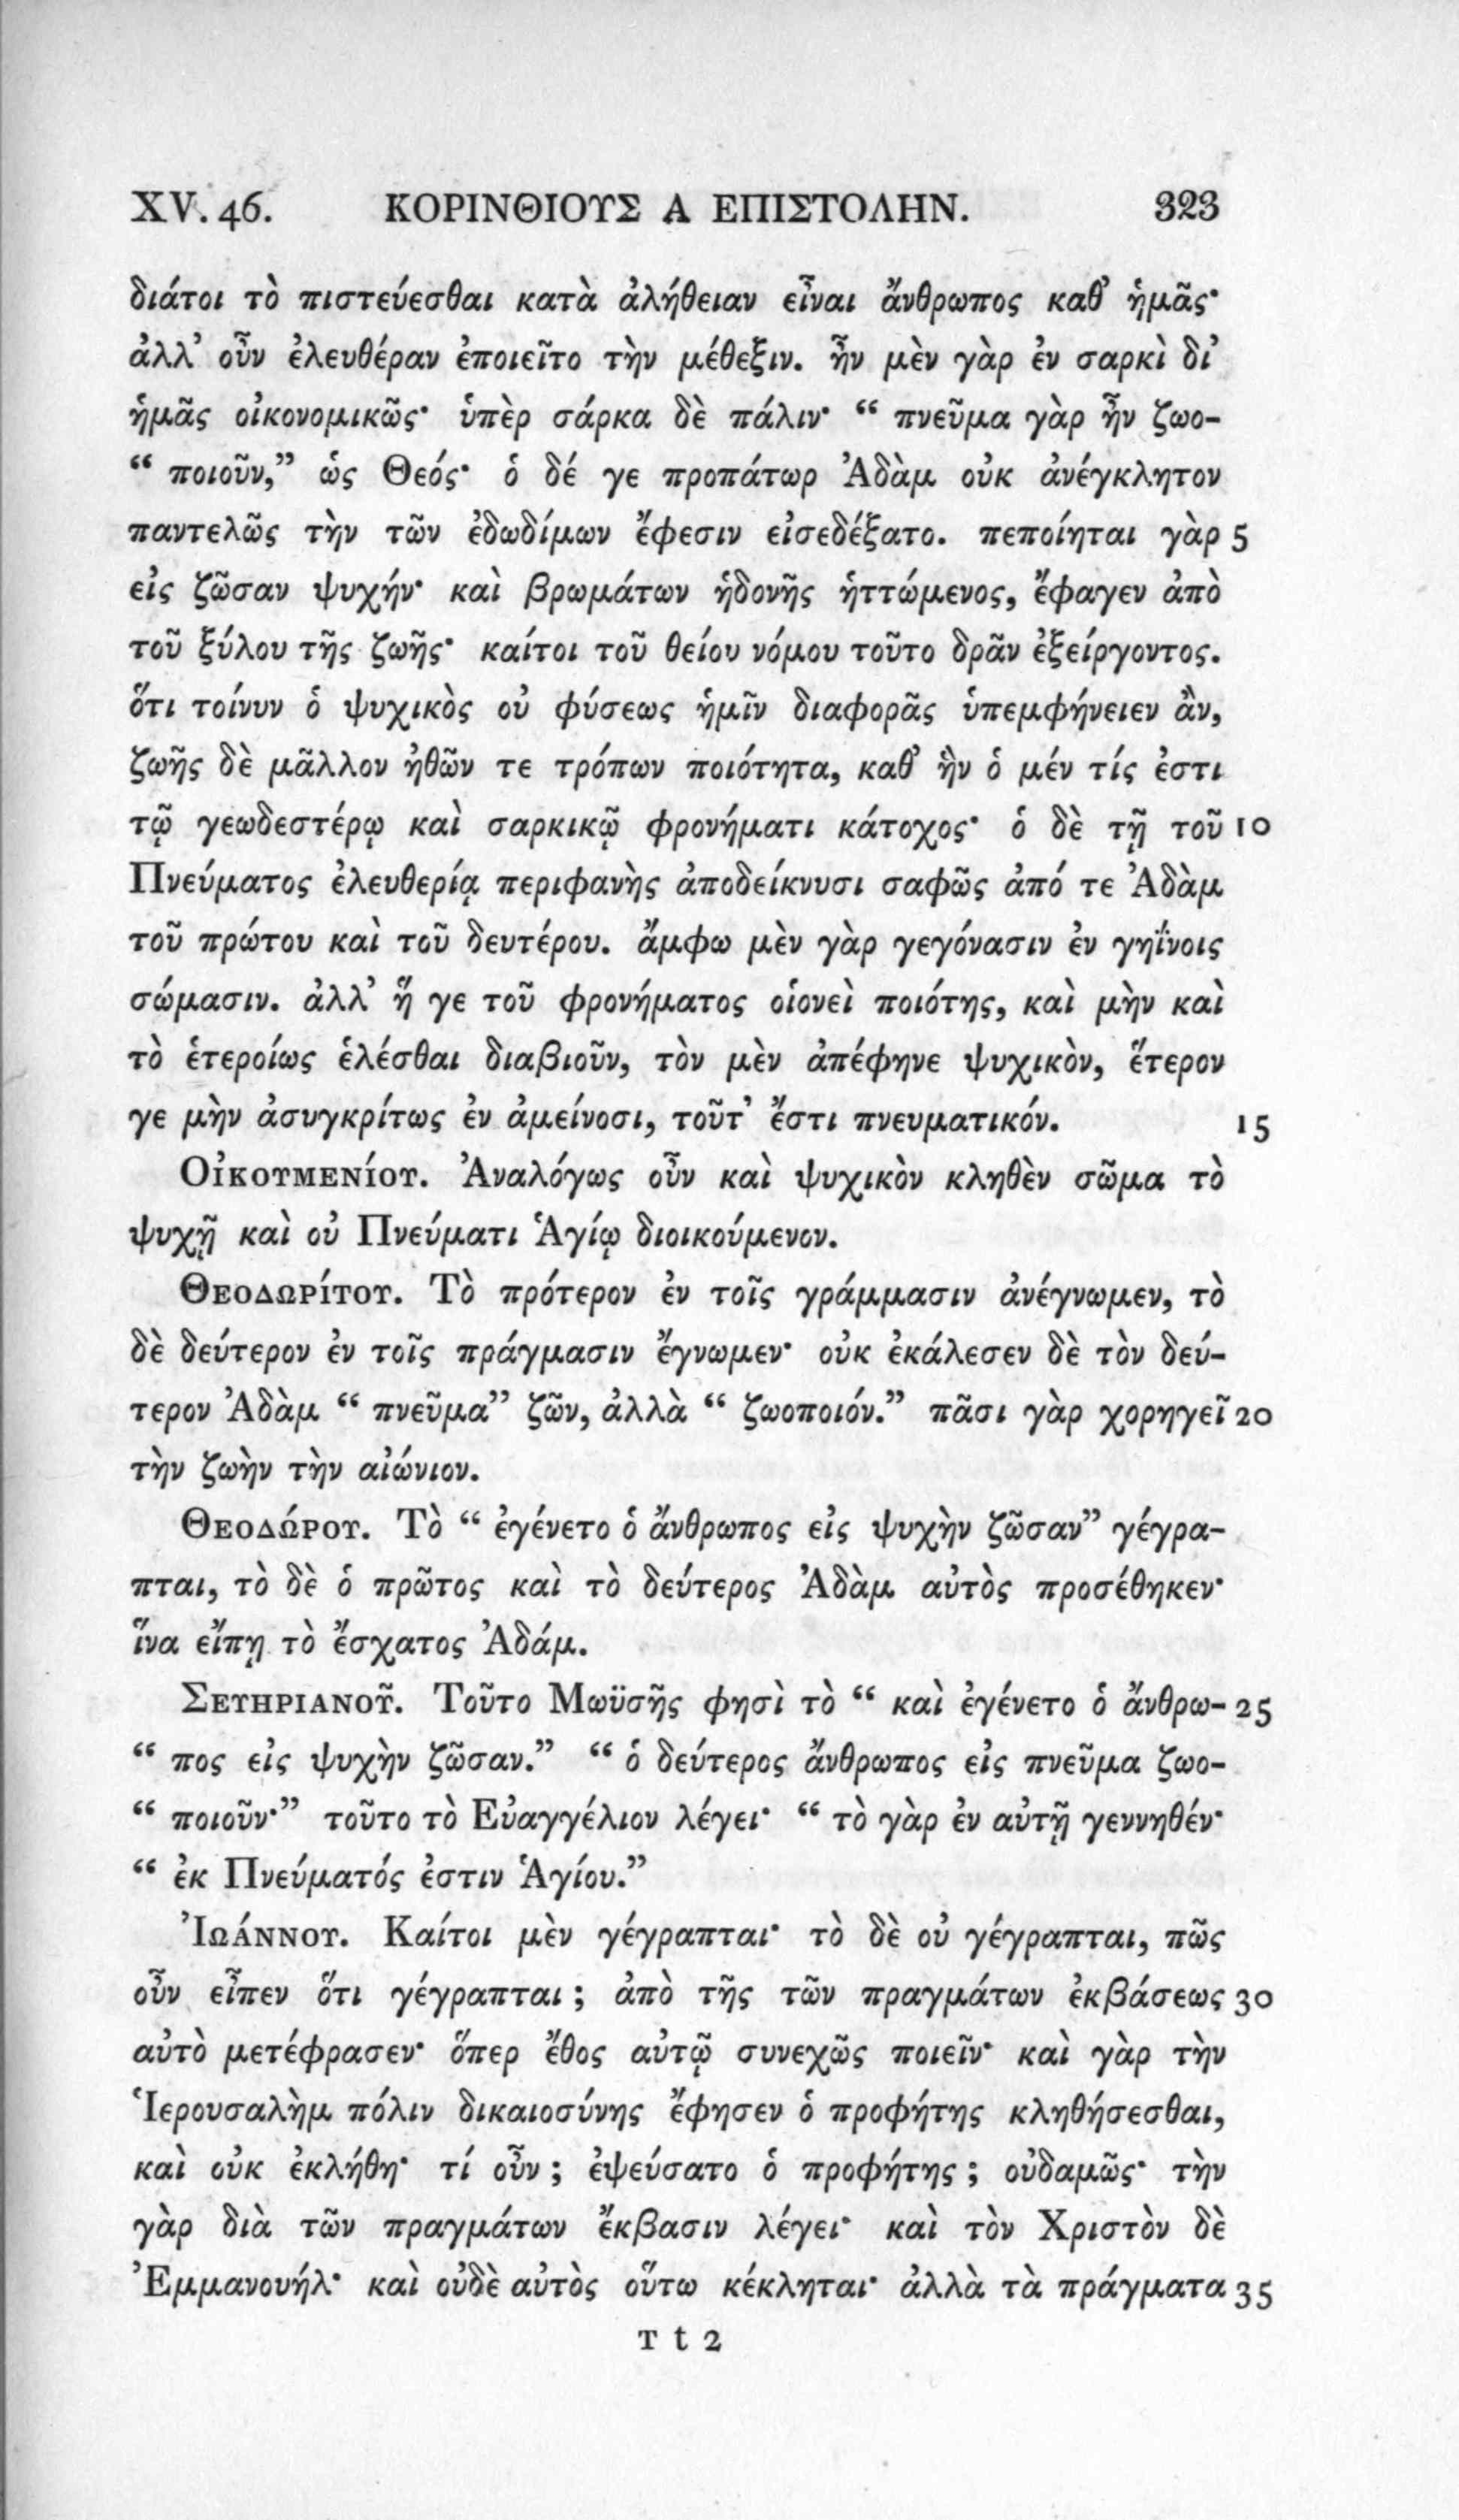 XV. 46. ΚΟΡΙΝΘΙΟΥΣ Α ΕΠΙΣΤΟΛΗΝ. 323
διάτοι τὸ πιστεύεσθαι κατὰ ἀλήθειαν εἶναι ἄνθρωπος καθ’ ἡμᾶς·
ἀλλ’ οὖν ἐλευθέραν ἐποιεῖτο τὴν μέθεξιν. ἦν μὲν γὰρ ἐν σαρκὶ δι’
ἡμᾶς οἰκονομικῶς· ὑπὲρ σάρκα δὲ πάλιν· “ πνεῦμα γὰρ ἦν ζωο-
“ ποιοῦν,” ὡς Θεός· ὁ δέ γε προπάτωρ Ἀδὰμ οὐκ ἀνέγκλητον
παντελῶς τὴν τῶν ἐδωδίμων ἔφεσιν εἰσεδέξατο. πεποίηται γὰρ 5
εἰς ζῶσαν ψυχήν· καὶ βρωμάτων ἡδονῆς ἡττώμενος, ἔφαγεν ἀπὸ
τοῦ ξύλου τῆς ζωῆς· καίτοι τοῦ θείου νόμου τοῦτο δρᾶν ἐξείργοντος.
ὅτι τοίνυν ὁ ψυχικὸς οὐ φύσεως ἡμῖν διαφορᾶς ὑπεμφήνειεν ἂν,
ζωῆς δὲ μᾶλλον ἠθῶν τε τρόπων ποιότητα, καθ’ ἣν ὁ μέν τίς ἐστι
τῷ γεωδεστέρῳ καὶ σαρκικῷ φρονήματι κάτοχος· ὁ δὲ τῇ τοῦ 10
Πνεύματος ἐλευθερίᾳ περιφανὴς ἀποδείκνυσι σαφῶς ἀπό τε Ἀδὰμ
τοῦ πρώτου καὶ τοῦ δευτέρου. ἄμφω μὲν γὰρ γεγόνασιν ἐν γηΐνοις
σώμασιν. ἀλλ’ ἥ γε τοῦ φρονήματος οἱονεὶ ποιότης, καὶ μὴν καὶ
τὸ ἑτεροίως ἑλέσθαι διαβιοῦν, τὸν μὲν ἀπέφηνε ψυχικὸν, ἕτερον
γε μὴν ἀσυγκρίτως ἐν ἀμείνοσι, τοῦτ’ ἔστι πνευματικόν. 15
Οἰκουμενίου. Ἀναλόγως οὖν καὶ ψυχικὸν κληθὲν σῶμα τὸ
ψυχῇ καὶ οὐ Πνεύματι Ἁγίῳ διοικούμενον.
Θεοδωρίτου. Τὸ πρότερον ἐν τοῖς γράμμασιν ἀνέγνωμεν, τὸ
δὲ δεύτερον ἐν τοῖς πράγμασιν ἔγνωμεν· οὐκ ἐκάλεσεν δὲ τὸν δεύ-
τερον Ἀδὰμ “ πνεῦμα” ζῶν, ἀλλὰ “ ζωοποιόν.” πᾶσι γὰρ χορηγεῖ 20
τὴν ζωὴν τὴν αἰώνιον.
Θεοδώρου. Τὸ “ ἐγένετο ὁ ἄνθρωπος εἰς ψυχὴν ζῶσαν” γέγρα-
πται, τὸ δὲ ὁ πρῶτος καὶ τὸ δεύτερος Ἀδὰμ αὐτὸς προσέθηκεν·
ἵνα εἴπῃ τὸ ἔσχατος Ἀδάμ.
Σευηριανοῦ. Τοῦτο Μωϋσῆς φησὶ τὸ “ καὶ ἐγένετο ὁ ἄνθρω- 25
“ πος εἰς ψυχὴν ζῶσαν.” “ ὁ δεύτερος ἄνθρωπος εἰς πνεῦμα ζωο-
“ ποιοῦν·” τοῦτο τὸ Εὐαγγέλιον λέγει· “ τὸ γὰρ ἐν αὐτῇ γεννηθέν·
“ ἐκ Πνεύματός ἐστιν Ἁγίου.”
Ἰωάννου. Καίτοι μὲν γέγραπται· τὸ δὲ οὐ γέγραπται, πῶς
οὖν εἶπεν ὅτι γέγραπται ; ἀπὸ τῆς τῶν πραγμάτων ἐκβάσεως 30
αὐτὸ μετέφρασεν· ὅπερ ἔθος αὐτῷ συνεχῶς ποιεῖν· καὶ γὰρ τὴν
Ἱερουσαλὴμ πόλιν δικαιοσύνης ἔφησεν ὁ προφήτης κληθήσεσθαι,
καὶ οὐκ ἐκλήθη· τί οὖν ; ἐψεύσατο ὁ προφήτης ; οὐδαμῶς· τὴν
γὰρ διὰ τῶν πραγμάτων ἔκβασιν λέγει· καὶ τὸν Χριστὸν δὲ
Ἐμμανουήλ· καὶ οὐδὲ αὐτὸς οὕτω κέκληται· ἀλλὰ τὰ πράγματα 35
T t 2